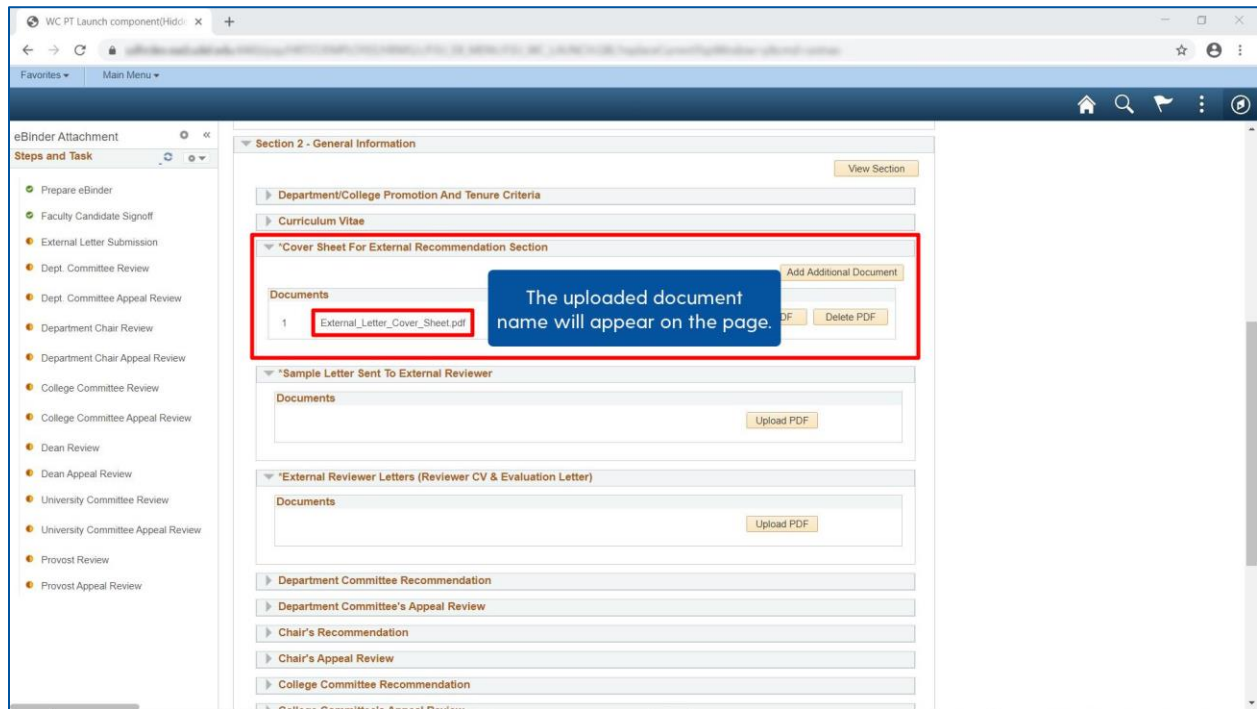 WC PT Launch component(Hidde
Favorites
Main Menu
eBinder Attachment
Steps and Task
Prepare eBinder
Faculty Candidate Signoff
External Letter Submission
Dept. Committee Review
Dept. Committee Appeal Review
Department Chair Review
Department Chair Appeal Review
College Committee Review
College Committee Appeal Review
Dean Review
Dean Appeal Review
University Committee Review
University Committee Appeal Review
Provost Review
Provost Appeal Review
Section 2 - General Information
View Section
Department/College Promotion And Tenure Criteria
Curriculum Vitae
*Cover Sheet For External Recommendation Section
Add Additional Document
Documents
1 External_Letter_Cover_Sheet.pdf
The uploaded document
name will appear on the page.
DF Delete PDF
*Sample Letter Sent To External Reviewer
Documents
Upload PDF
*External Reviewer Letters (Reviewer CV & Evaluation Letter)
Documents
Upload PDF
Department Committee Recommendation
Department Committee's Appeal Review
Chair's Recommendation
Chair's Appeal Review
College Committee Recommendation
College Committee's Appeal Review